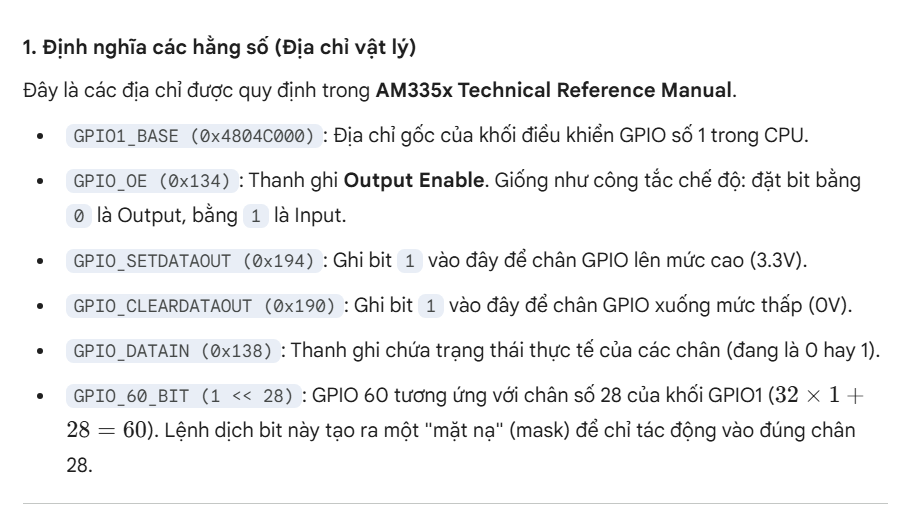 1. Định nghĩa các hằng số (Địa chỉ vật lý)
Đây là các địa chỉ được quy định trong AM335x Technical Reference Manual.
• GPIO1_BASE (0x4804C000) : Địa chỉ gốc của khối điều khiển GPIO số 1 trong CPU.
• GPIO_OE (0x134) : Thanh ghi Output Enable. Giống như công tắc chế độ: đặt bit bằng
0 là Output, bằng 1 là Input.
• GPIO_SETDATAOUT (0x194) : Ghi bit 1 vào đây để chân GPIO lên mức cao (3.3V).
• GPIO_CLEARDATAOUT (0x190) : Ghi bit 1 vào đây để chân GPIO xuống mức thấp (0V).
• GPIO_DATAIN (0x138) : Thanh ghi chứa trạng thái thực tế của các chân (đang là 0 hay 1).
• GPIO_60_BIT (1 << 28) : GPIO 60 tương ứng với chân số 28 của khối GPIO1 (32 × 1 +
28 = 60). Lệnh dịch bit này tạo ra một "mặt nạ" (mask) để chỉ tác động vào đúng chân
28.